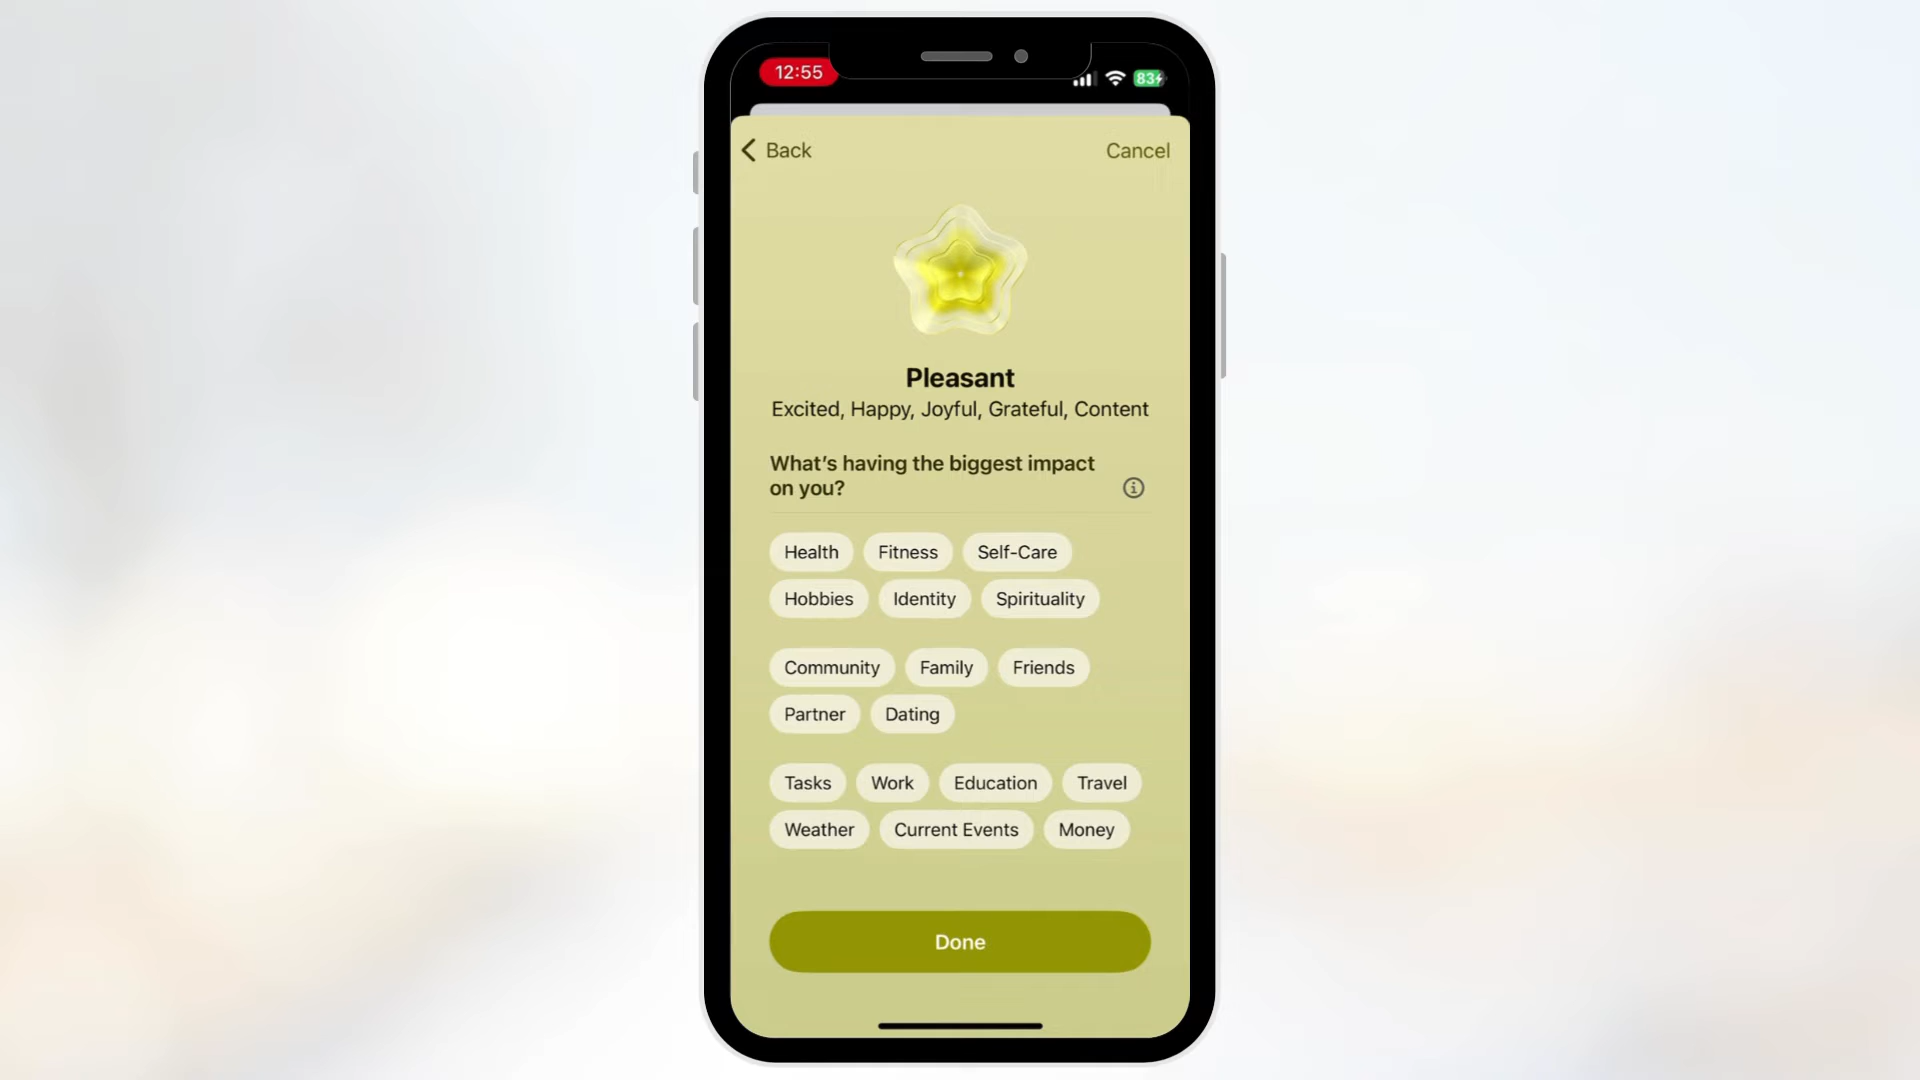 12:55
83
Back
Cancel
Pleasant
Excited, Happy, Joyful, Grateful, Content
What's having the biggest impact
on you?
Health Fitness Self-Care
Hobbies Identity Spirituality
Community Family Friends
Partner Dating
Tasks Work Education Travel
Weather Current Events Money
Done